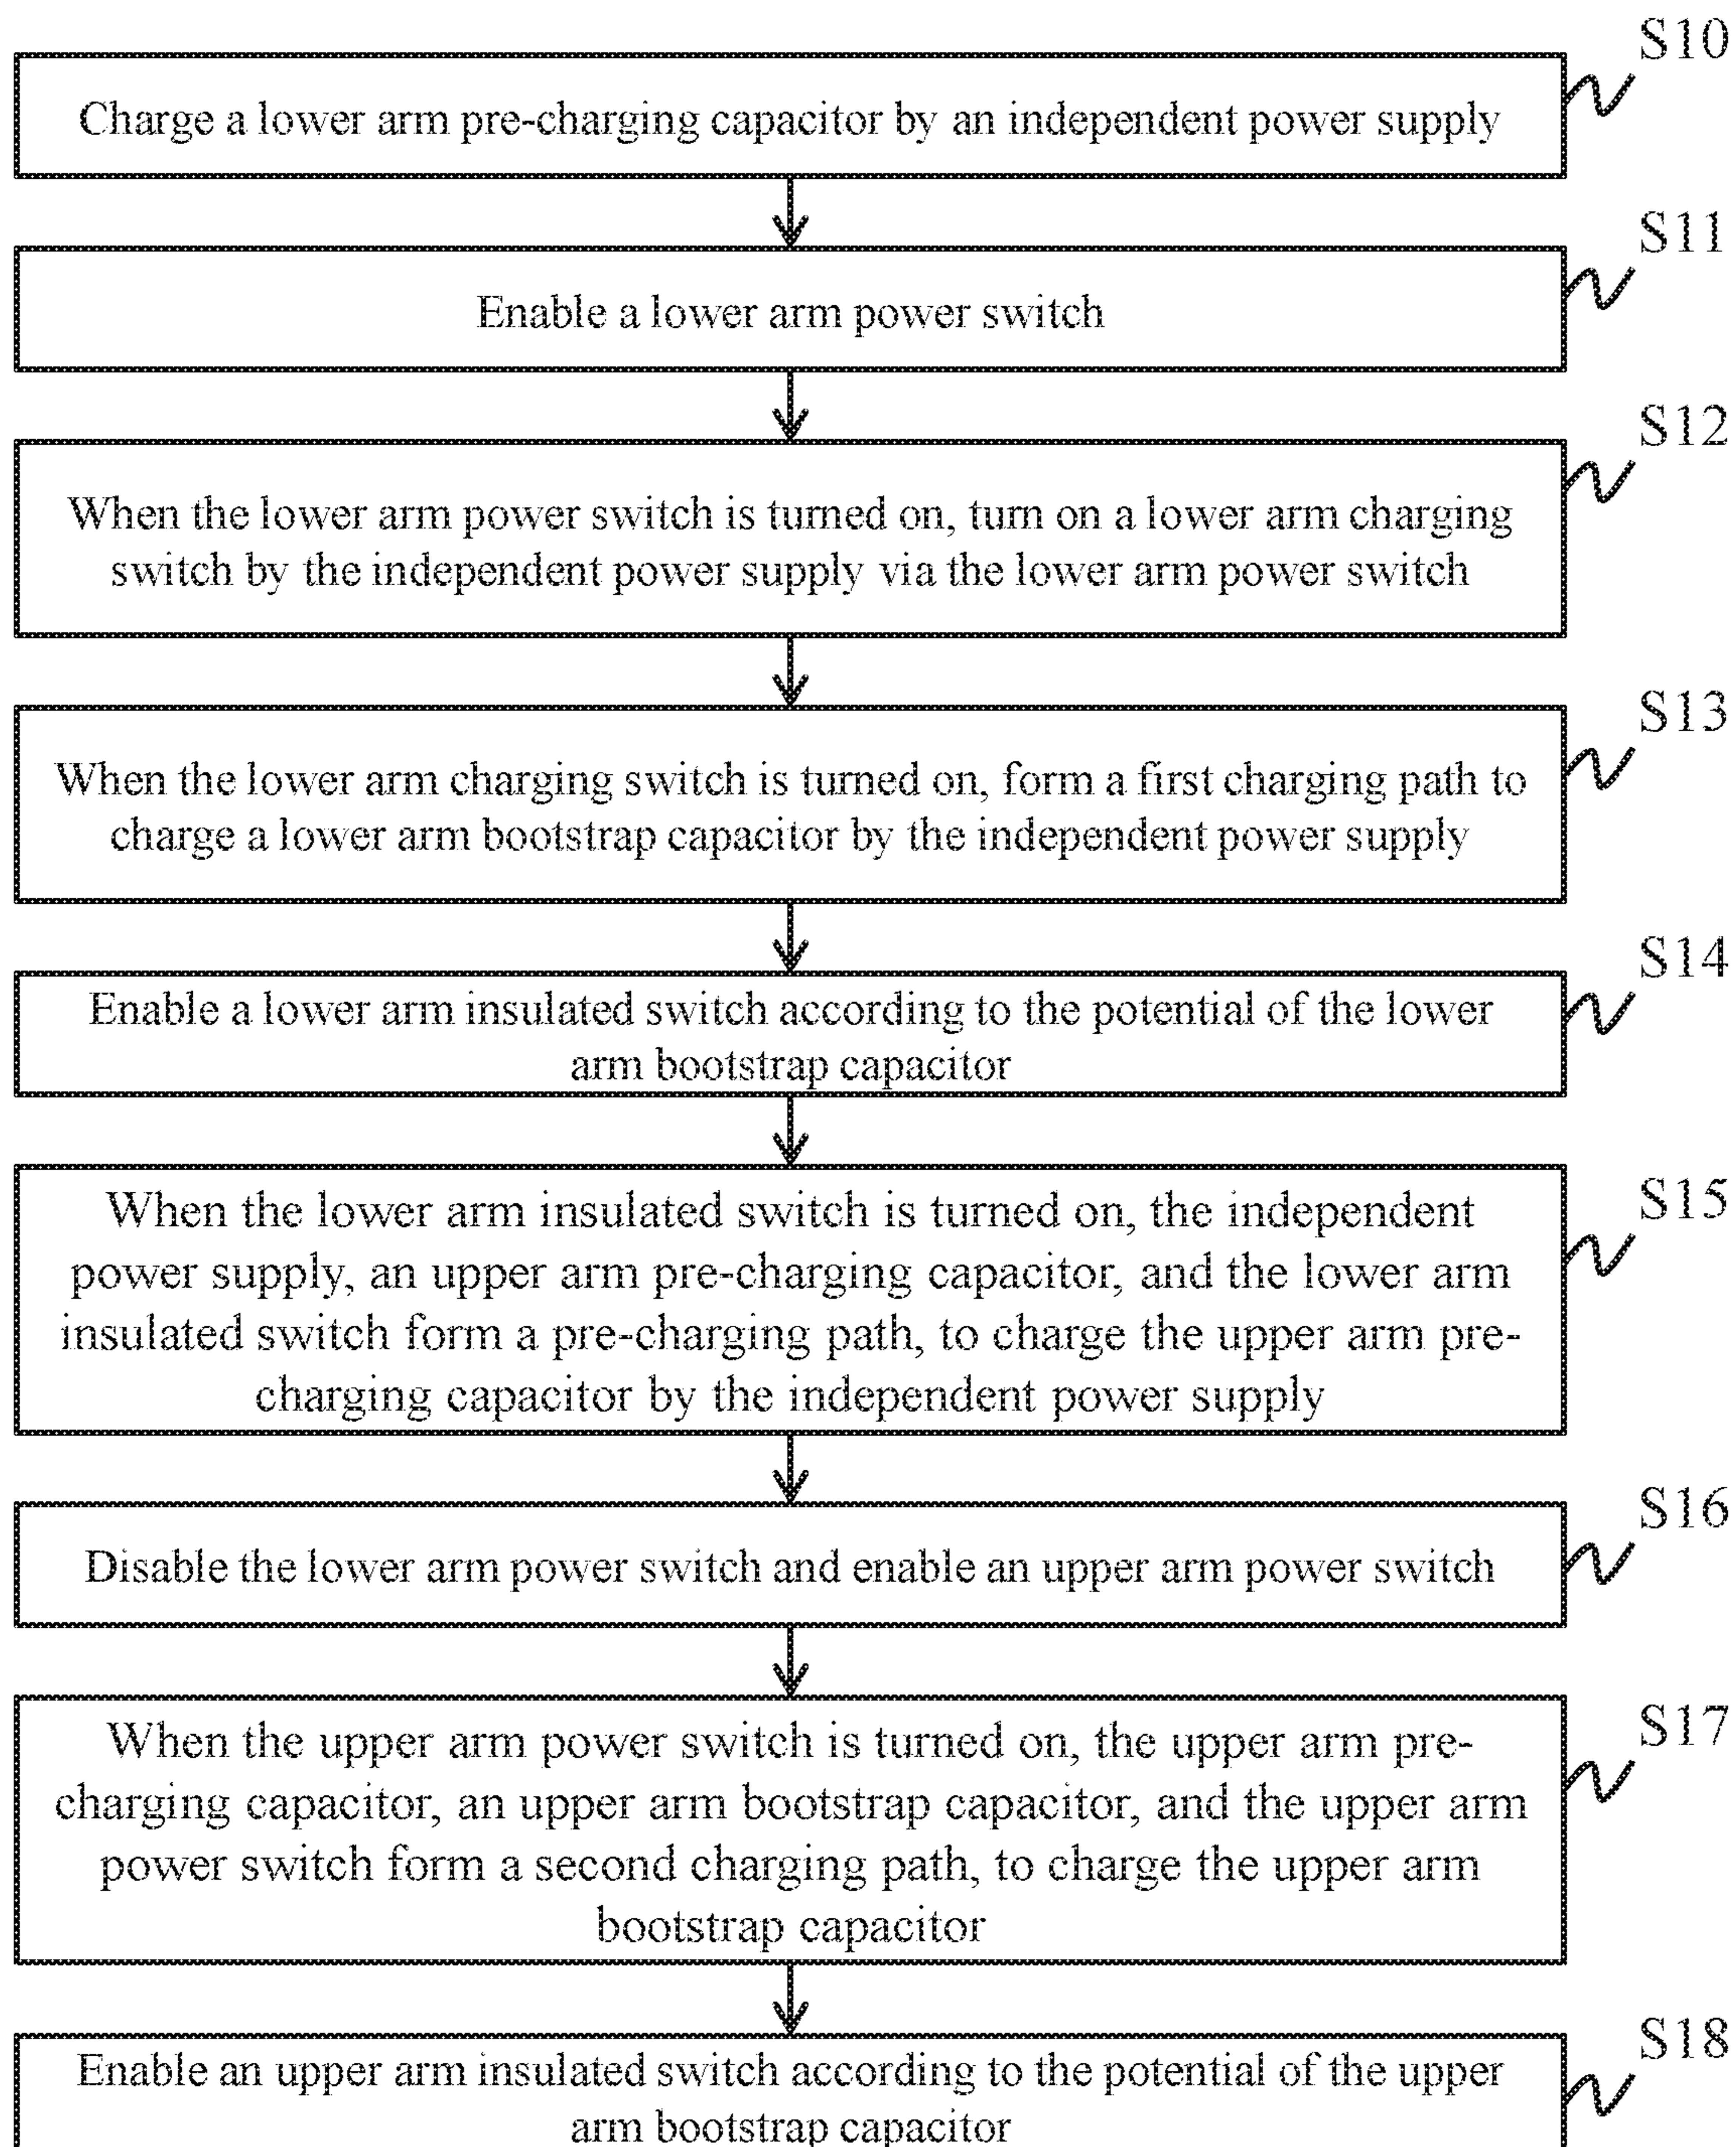 S10
Charge a lower arm pre-charging capacitor by an independent power supply
S11
Enable a lower arm power switch
S12
When the lower arm power switch is turned on, turn on a lower arm charging
switch by the independent power supply via the lower arm power switch
S13
When the lower arm charging switch is turned on, form a first charging path to
charge a lower arm bootstrap capacitor by the independent power supply
S14
Enable a lower arm insulated switch according to the potential of the lower
arm bootstrap capacitor
S15
When the lower arm insulated switch is turned on, the independent
power supply, an upper arm pre-charging capacitor, and the lower arm
insulated switch form a pre-charging path, to charge the upper arm pre-
charging capacitor by the independent power supply
S16
Disable the lower arm power switch and enable an upper arm power switch
S17
When the upper arm power switch is turned on, the upper arm pre-
charging capacitor, an upper arm bootstrap capacitor, and the upper arm
power switch form a second charging path, to charge the upper arm
bootstrap capacitor
S18
Enable an upper arm insulated switch according to the potential of the upper
arm bootstrap capacitor